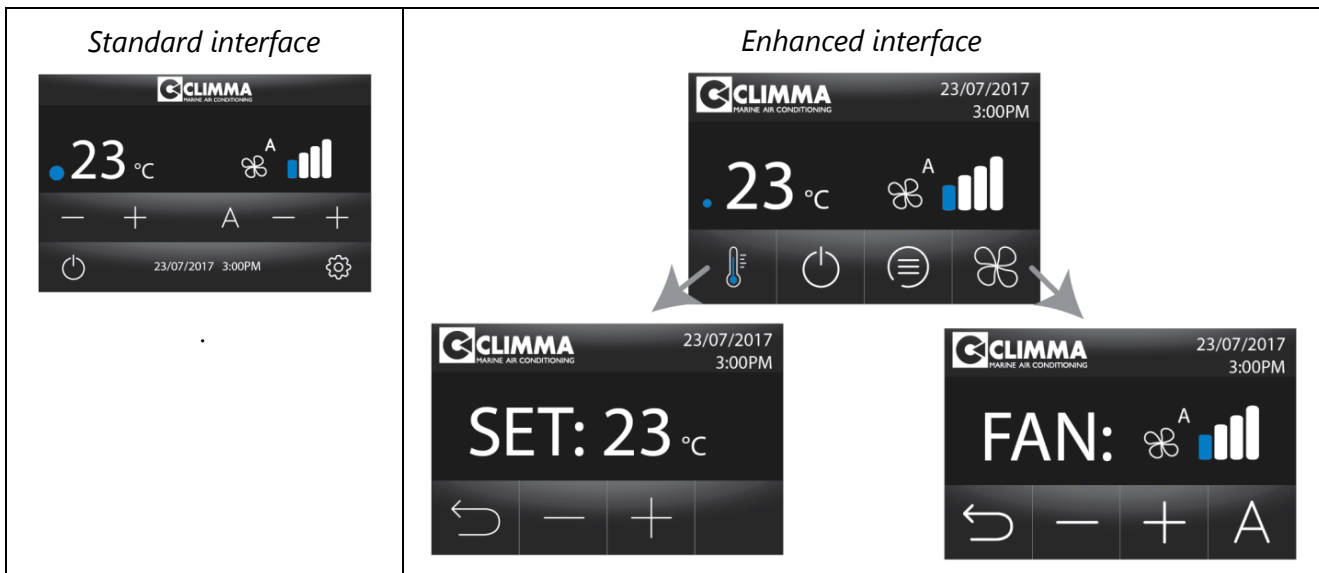 Standard interface
CLIMMA
MARINE AIR CONDITIONING
23 °C
A
A
23/07/2017 3:00PM
.
Enhanced interface
CLIMMA
MARINE AIR CONDITIONING
23/07/2017
3:00PM
23 °C
A
CLIMMA
MARINE AIR CONDITIONING
23/07/2017
3:00PM
SET: 23 °C
CLIMMA
MARINE AIR CONDITIONING
23/07/2017
3:00PM
FAN: A
A